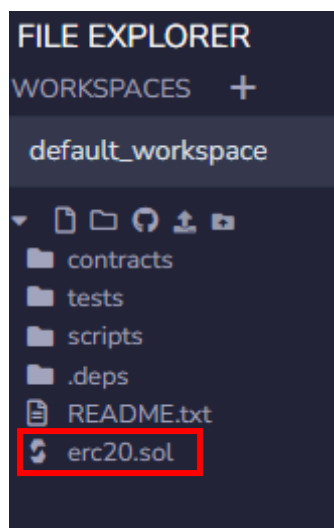 FILE EXPLORER
WORKSPACES +
default_workspace
contracts
tests
scripts
.deps
README.txt
erc20.sol